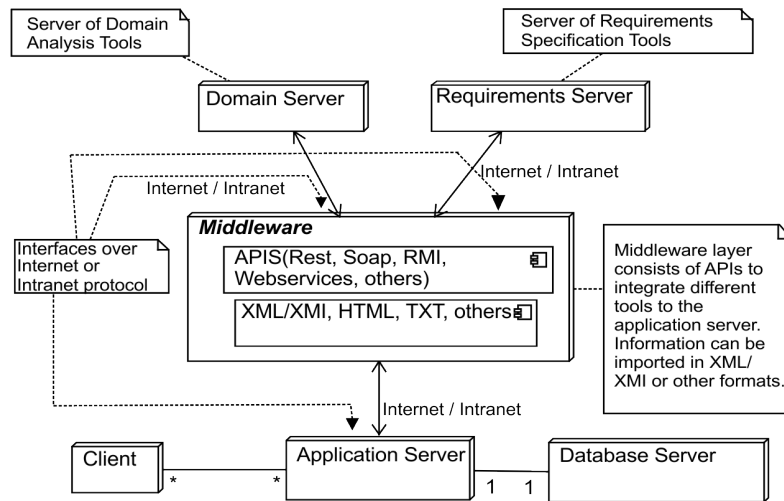 Server of Domain
Analysis Tools
Server of Requirements
Specification Tools
Domain Server
Requirements Server
Internet / Intranet
Internet / Intranet
Middleware
APIS(Rest, Soap, RMI,
Webservices, others)
XML/XMI, HTML, TXT, others
Interfaces over
Internet or
Intranet protocol
Middleware layer
consists of APIs to
integrate different
tools to the
application server.
Information can be
imported in XML/
XMI or other formats.
Internet / Intranet
Client
*
*
Application Server
1
1
Database Server